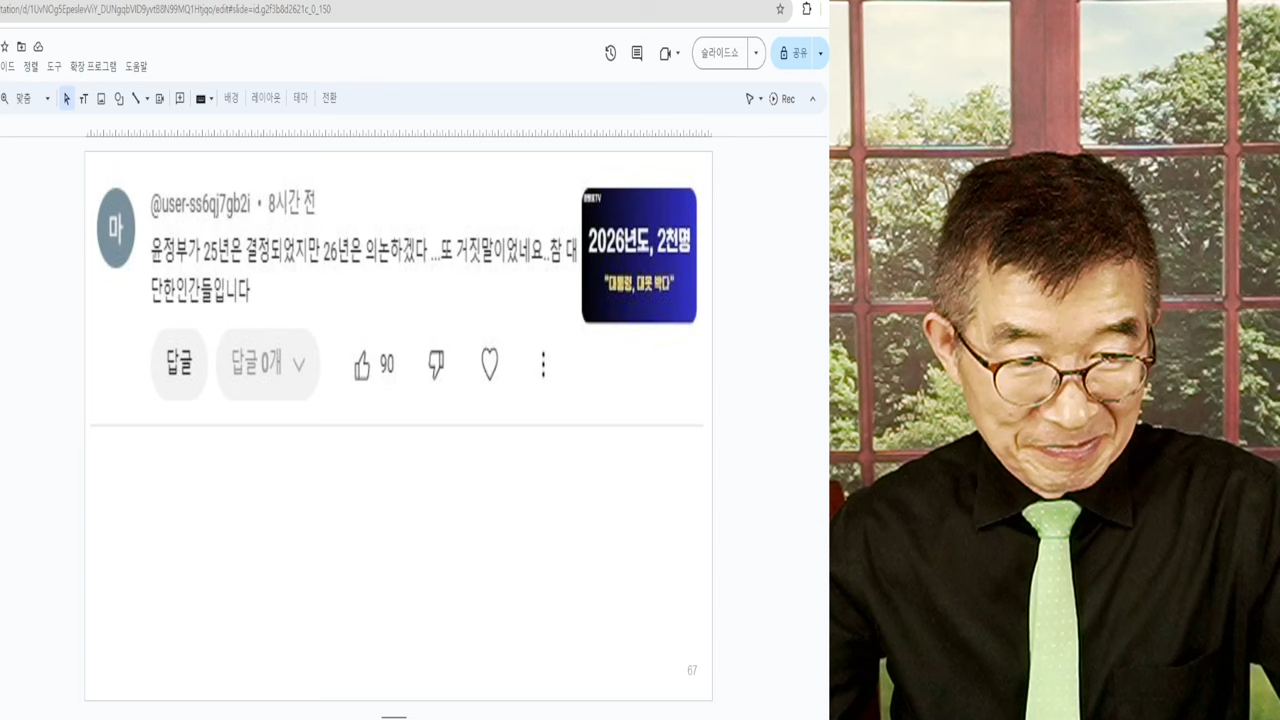 tation/d/1UvNOg5EpeslevViY_DUNgqbVID9yvtB8N99MQ1Htjqo/edit#slide=id.g2f3b8d2621c_0_150
슬라이드쇼
공유
이드 정렬 도구 확장 프로그램 도움말
맞춤 배경 레이아웃 테마 전환 Rec
마
@user-ss6qj7gb2i • 8시간 전
윤정부가 25년은 결정되었지만 26년은 의논하겠다 ...또 거짓말이었네요..참 대
단한인간들입니다
2026년도, 2천명
"대통령, 대못 박다"
답글 답글 0개 90
67